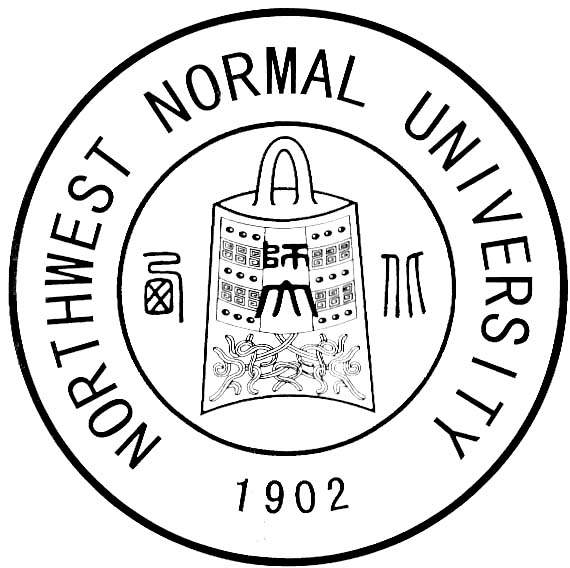 NORTHWEST NORMAL UNIVERSITY
西
師
大
北
1902